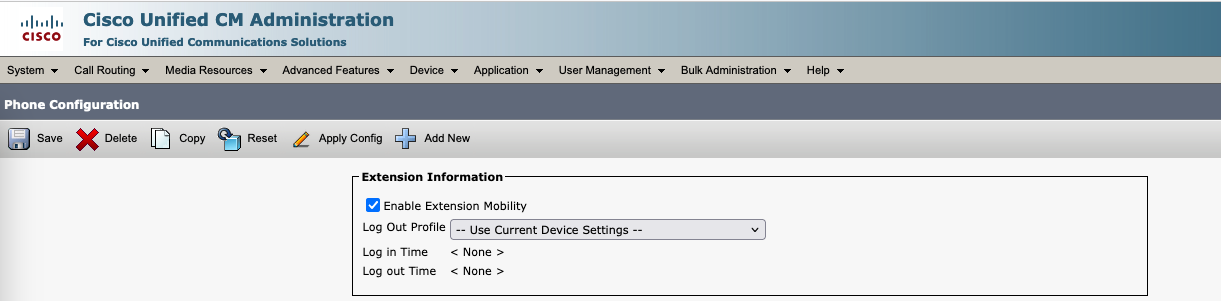 CISCO
Cisco Unified CM Administration
For Cisco Unified Communications Solutions
System Call Routing Media Resources Advanced Features Device Application User Management Bulk Administration Help
Phone Configuration
Save Delete Copy Reset Apply Config Add New
Extension Information
Enable Extension Mobility
Log Out Profile -- Use Current Device Settings --
Log in Time < None >
Log out Time < None >